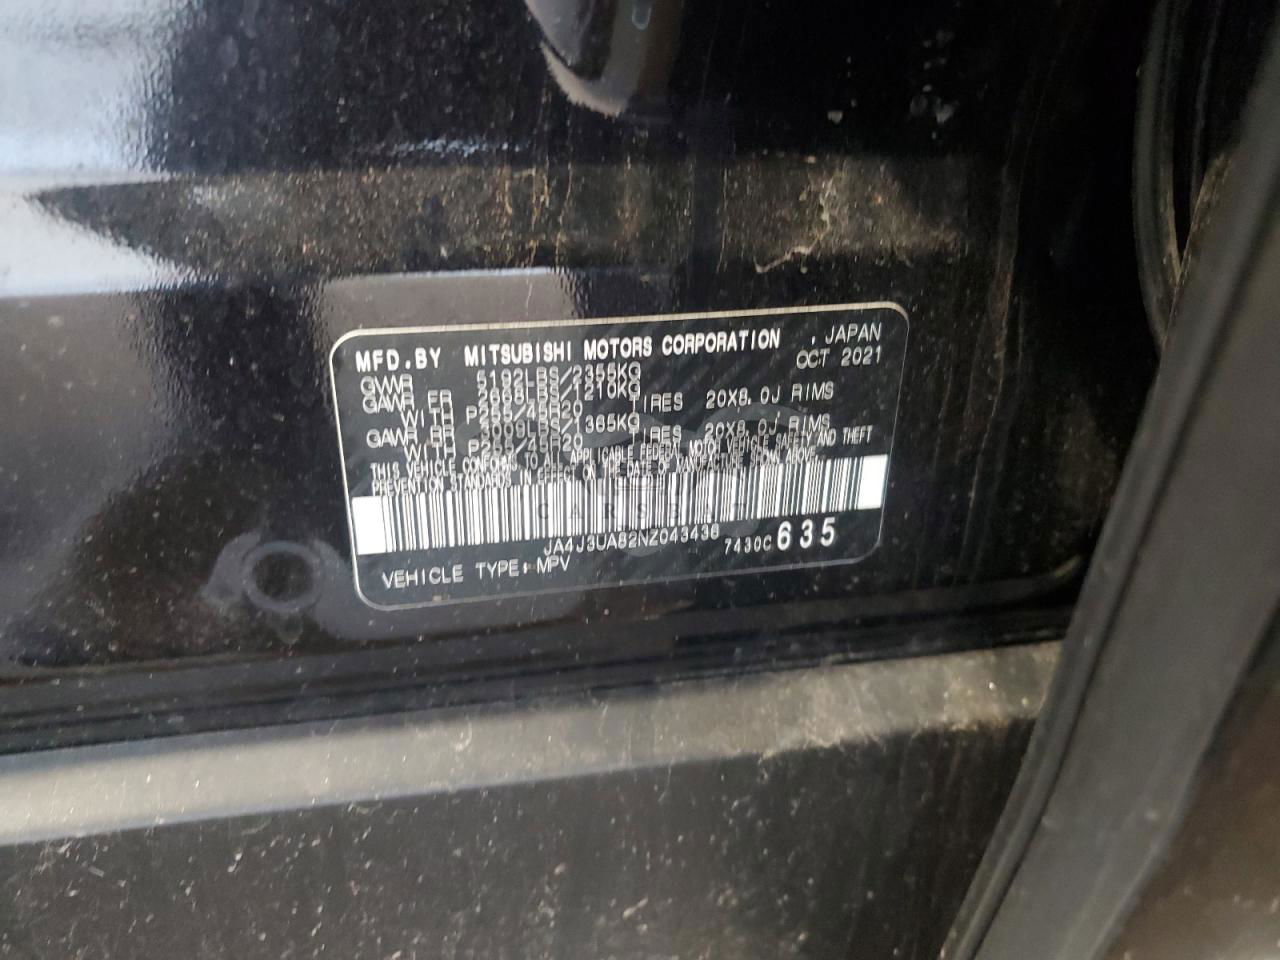 MFD.BY MITSUBISHI MOTORS CORPORATION , JAPAN
OCT 2021
GVWR 5192LBS/2355KG
GAWR FR 2668LBS/1210KG
WITH P255/45R20 TIRES 20X8.0J RIMS
GAWR RR 3009LBS/1365KG
WITH P255/45R20 TIRES 20X8.0J RIMS
THIS VEHICLE CONFORMS TO ALL APPLICABLE FEDERAL MOTOR VEHICLE SAFETY AND THEFT
PREVENTION STANDARDS IN EFFECT ON THE DATE OF MANUFACTURE SHOWN ABOVE.
JA4J3UA82NZ043438
7430C 635
VEHICLE TYPE: MPV